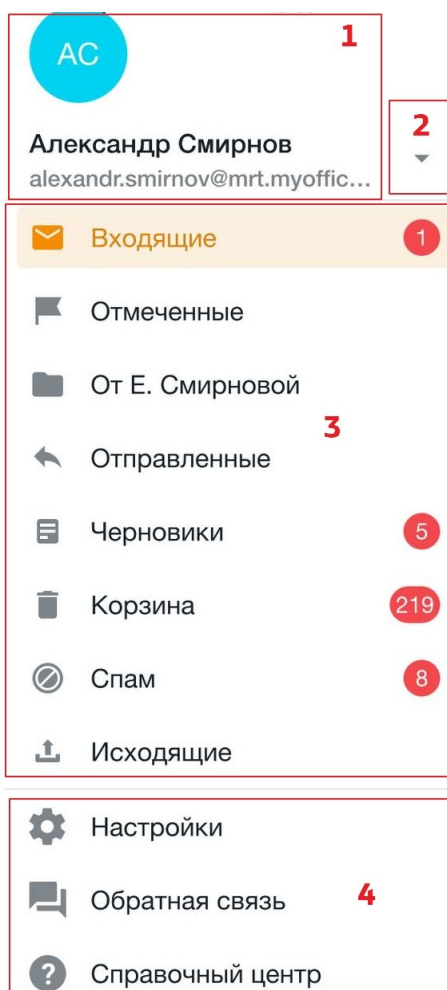 АС
1
Александр Смирнов
2
alexandr.smirnov@mrt.myoffic...
Входящие 1
Отмеченные
От Е. Смирновой
3
Отправленные
Черновики 5
Корзина 219
Спам 8
Исходящие
Настройки
Обратная связь 4
? Справочный центр